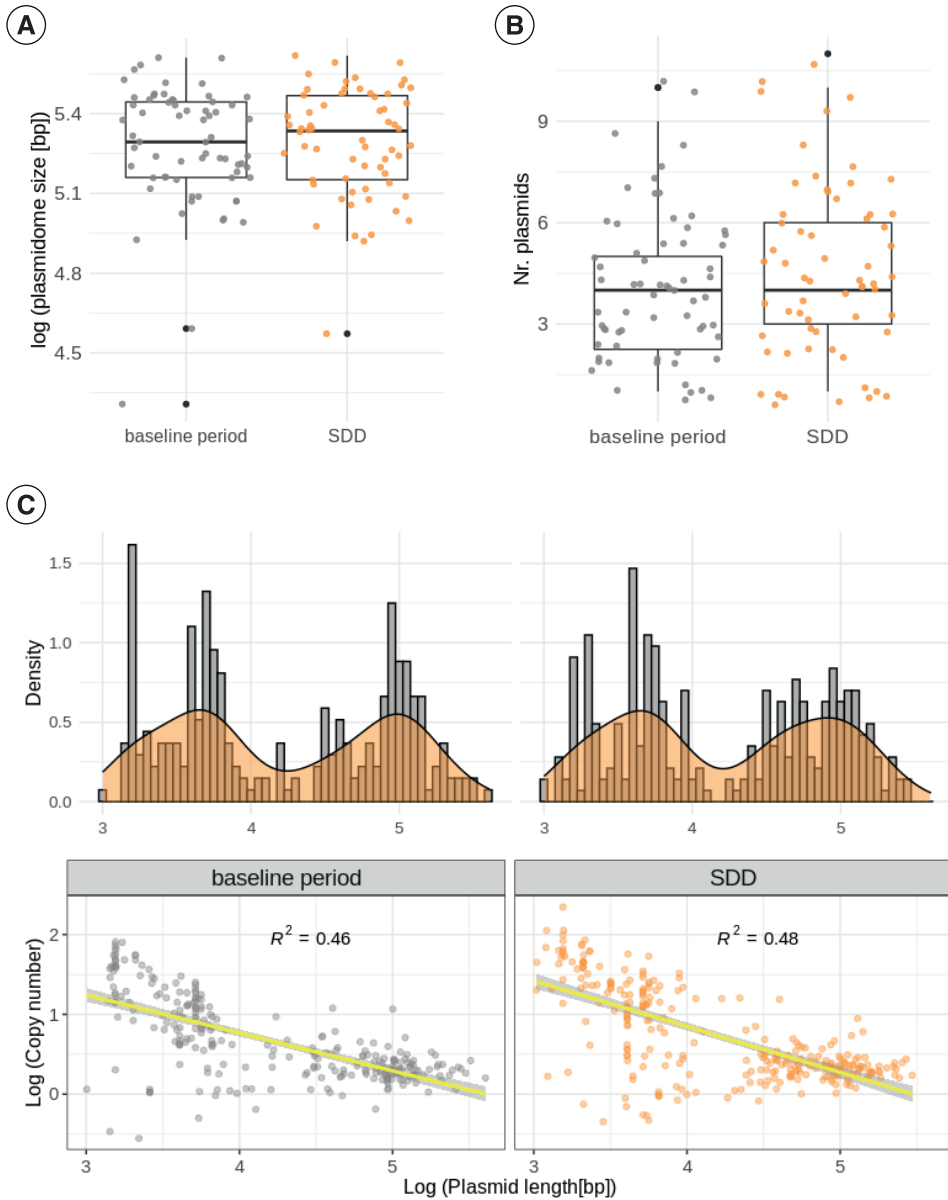 A
B
log (plasmidome size [bp])
5.4
5.1
4.8
4.5
baseline period SDD
Nr. plasmids
9
6
3
baseline period SDD
C
Density
1.5
1.0
0.5
0.0
3 4 5 3 4 5
baseline period SDD
Log (Copy number)
2
1
0
R² = 0.46 R² = 0.48
3 4 5 3 4 5
Log (Plasmid length[bp])